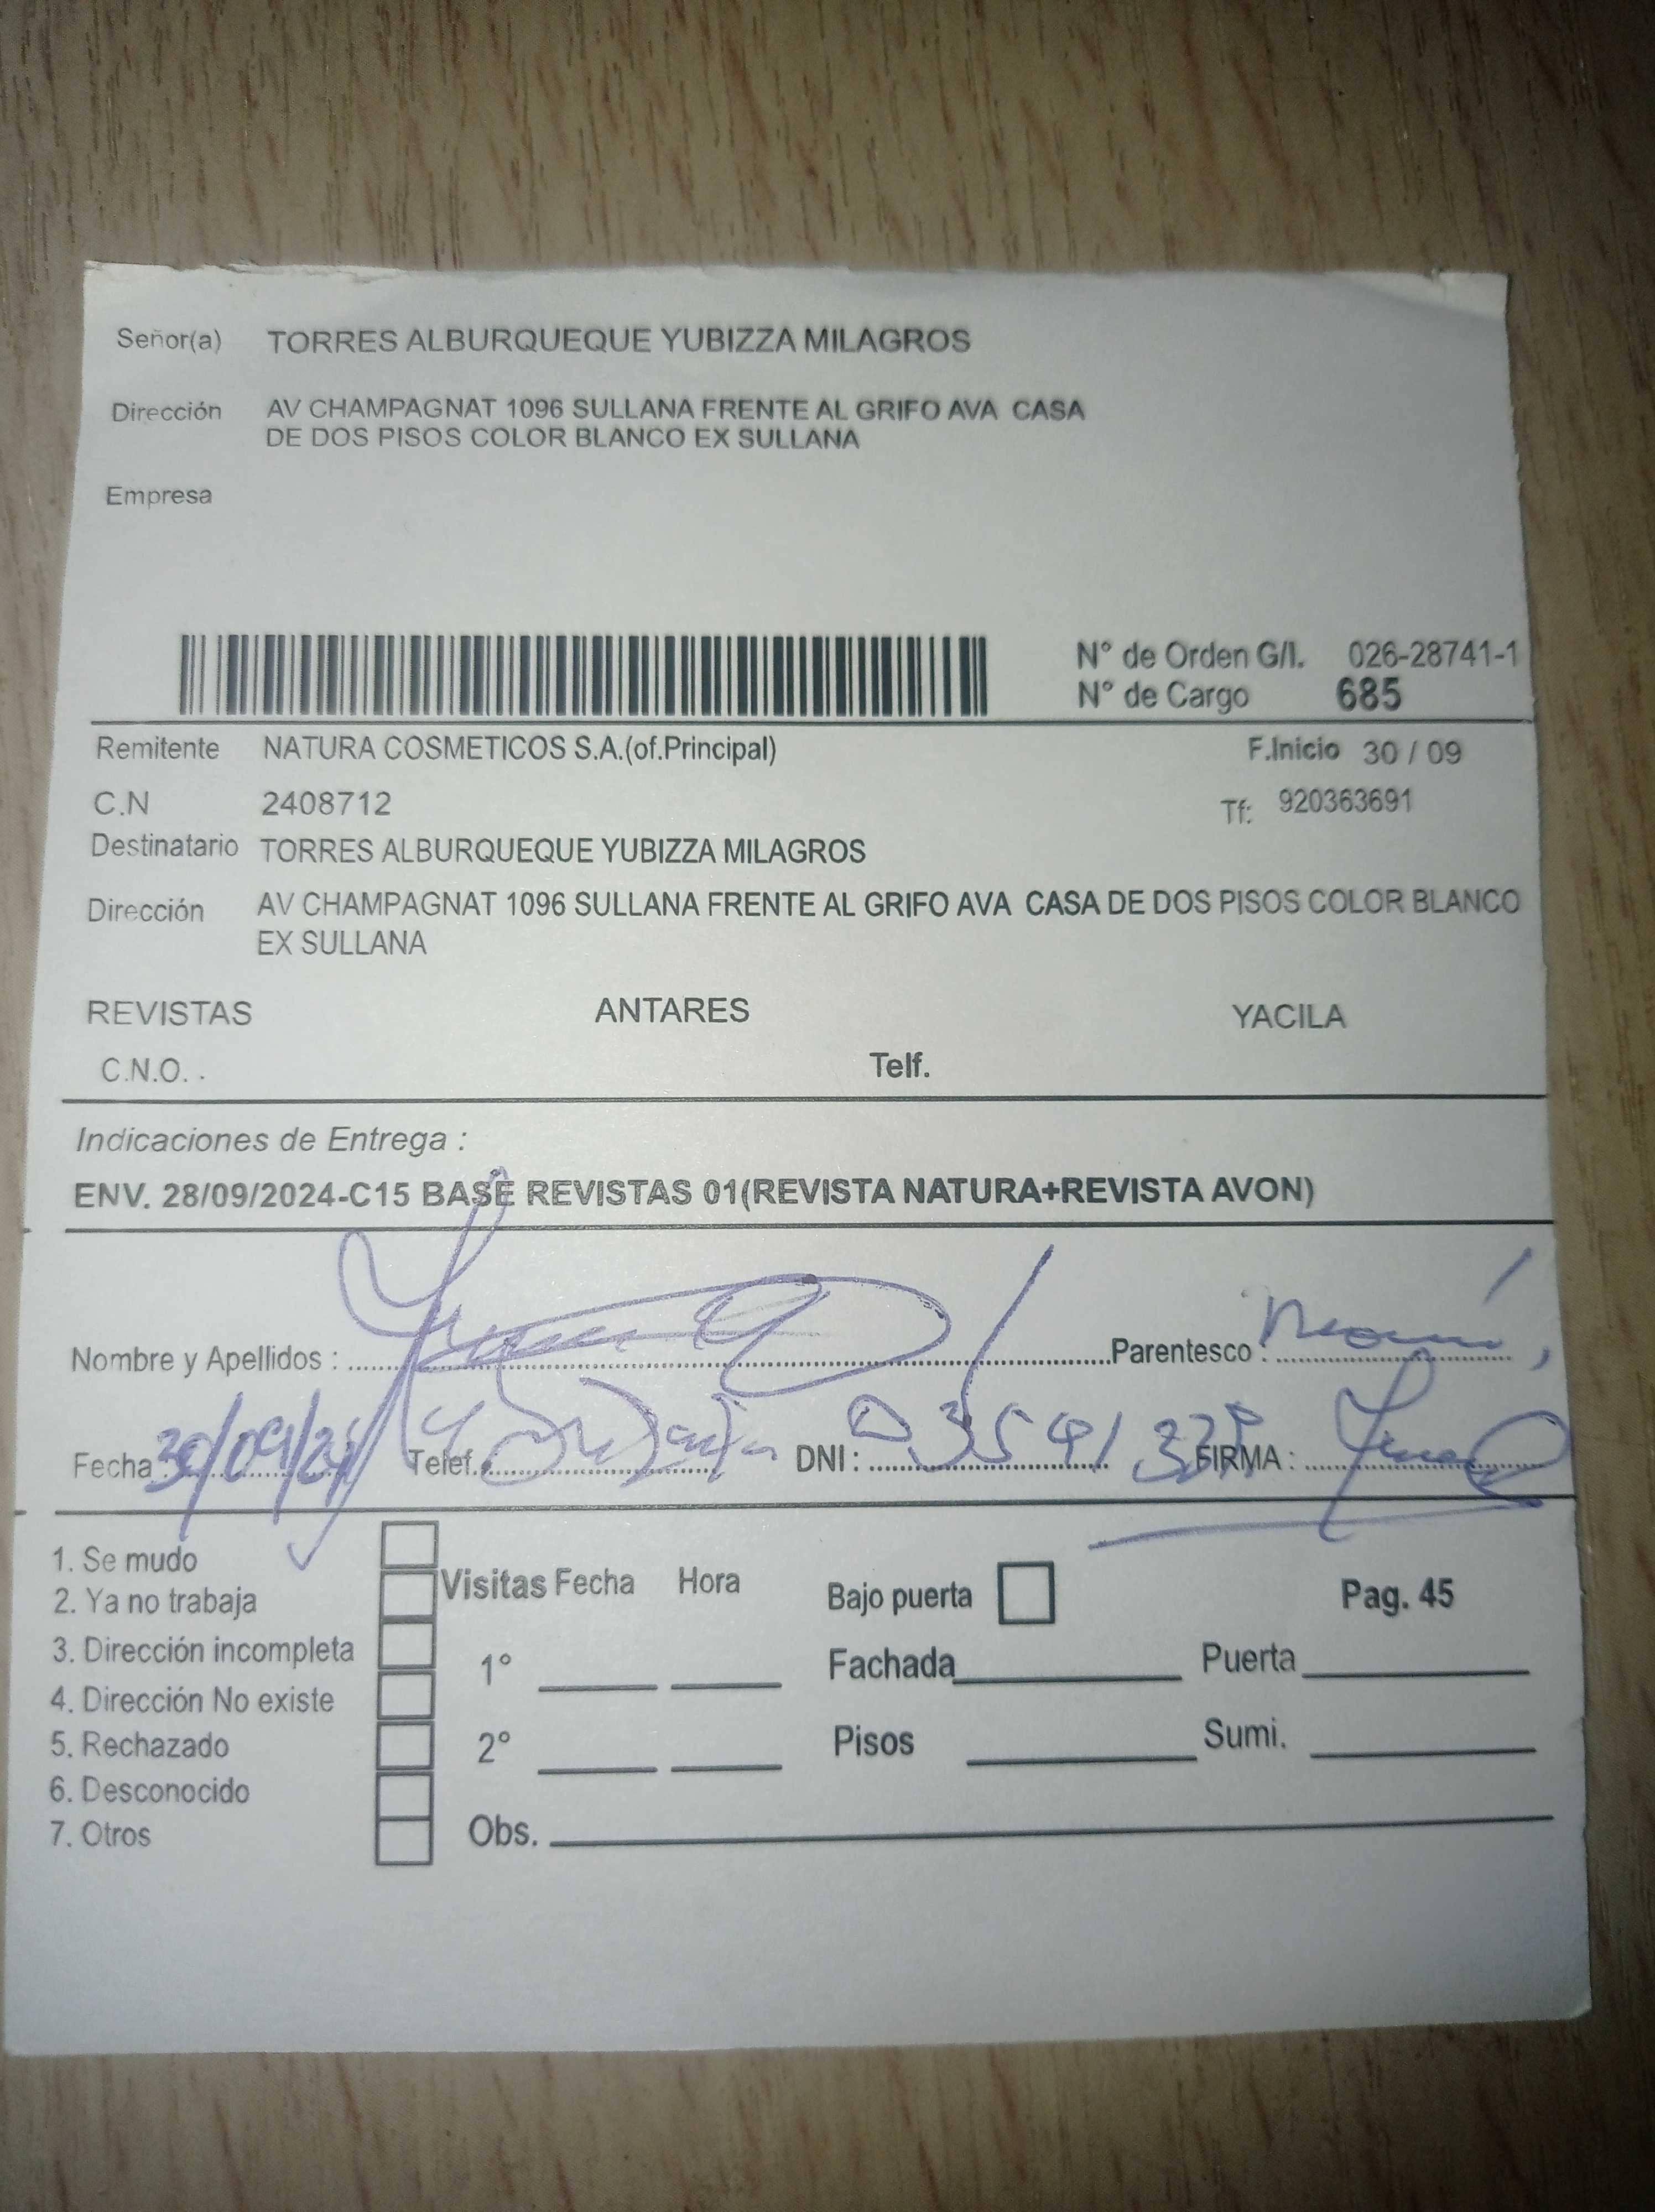 Señor(a) TORRES ALBURQUEQUE YUBIZZA MILAGROS
Dirección AV CHAMPAGNAT 1096 SULLANA FRENTE AL GRIFO AVA CASA
DE DOS PISOS COLOR BLANCO EX SULLANA
Empresa
N° de Orden G/I. 026-28741-1
N° de Cargo 685
Remitente NATURA COSMETICOS S.A.(of.Principal) F.Inicio 30 / 09
C.N 2408712 Tf: 920363691
Destinatario TORRES ALBURQUEQUE YUBIZZA MILAGROS
Dirección AV CHAMPAGNAT 1096 SULLANA FRENTE AL GRIFO AVA CASA DE DOS PISOS COLOR BLANCO
EX SULLANA
REVISTAS ANTARES YACILA
C.N.O. . Telf.
Indicaciones de Entrega :
ENV. 28/09/2024-C15 BASE REVISTAS 01(REVISTA NATURA+REVISTA AVON)
Nombre y Apellidos : Parentesco :
Fecha 30/09/24 Telef. DNI : FIRMA :
1. Se mudo
2. Ya no trabaja
3. Dirección incompleta
4. Dirección No existe
5. Rechazado
6. Desconocido
7. Otros
Visitas Fecha Hora
1°
2°
Obs.
Bajo puerta Pag. 45
Fachada Puerta
Pisos Sumi.